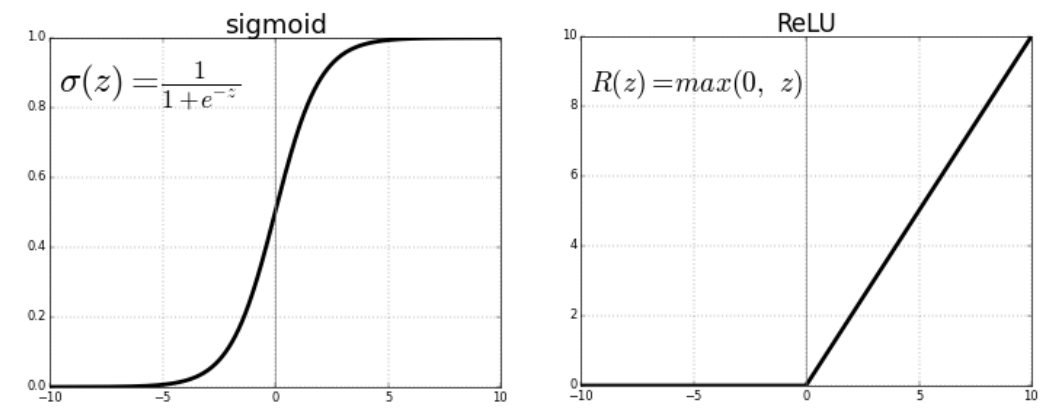 sigmoid
σ(z) = 1/(1+e^{-z})
1.0
0.8
0.6
0.4
0.2
0.0
−10 −5 0 5 10
ReLU
R(z) = max(0, z)
10
8
6
4
2
0
−10 −5 0 5 10